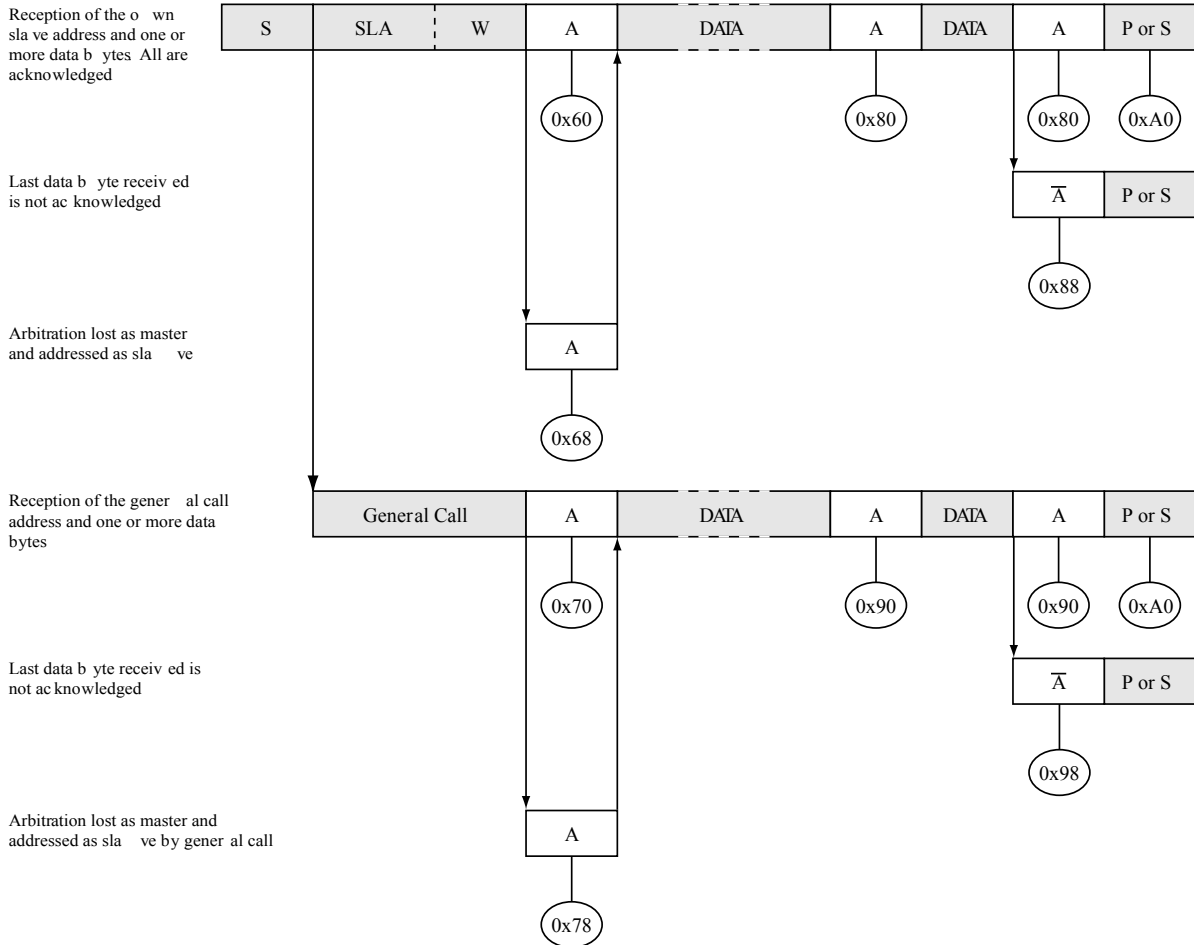 Reception of the o wn
sla ve address and one or
more data b ytes. All are
acknowledged
S SLA W A DATA A DATA A P or S
0x60 0x80 0x80 0xA0
Last data b yte receiv ed
is not ac knowledged
A̅ P or S
0x88
Arbitration lost as master
and addressed as sla ve
A
0x68
Reception of the gener al call
address and one or more data
bytes
General Call A DATA A DATA A P or S
0x70 0x90 0x90 0xA0
Last data b yte receiv ed is
not ac knowledged
A̅ P or S
0x98
Arbitration lost as master and
addressed as sla ve by gener al call
A
0x78